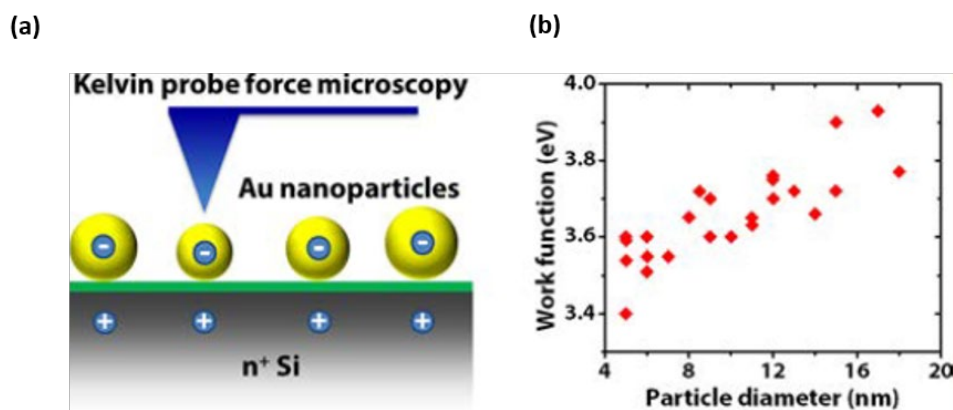 (a)
(b)
Kelvin probe force microscopy
Au nanoparticles
-
-
-
-
+
+
+
+
n⁺ Si
Work function (eV)
4.0
3.8
3.6
3.4
4
8
12
16
20
Particle diameter (nm)